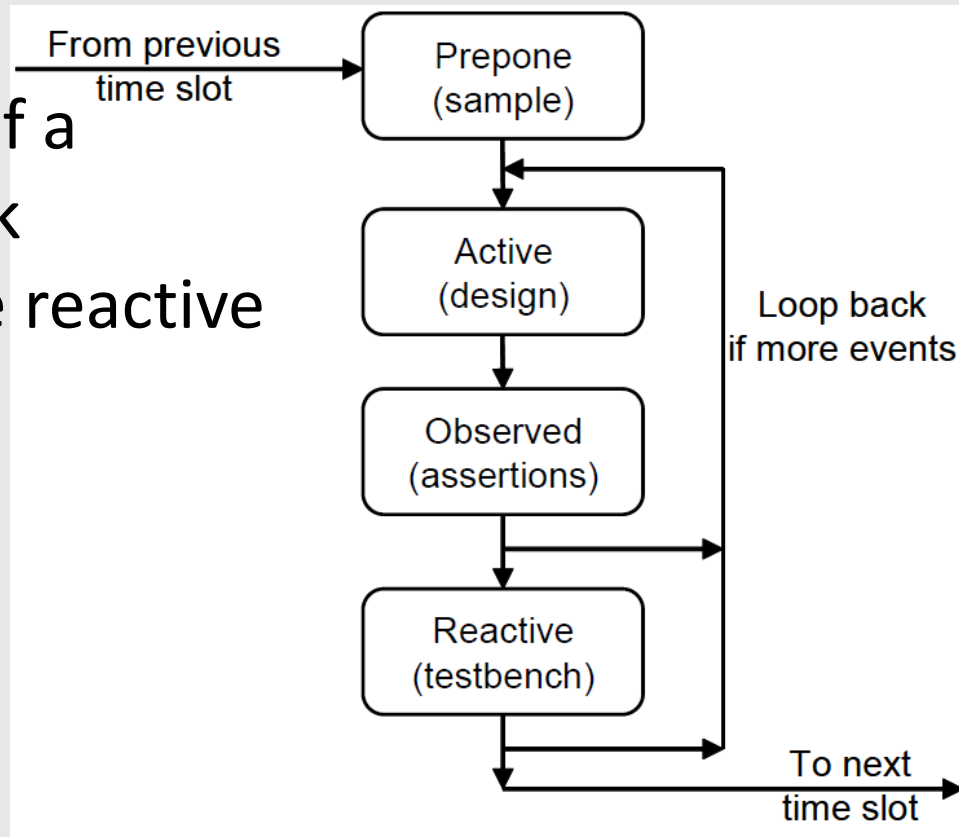 From previous
time slot
f a
k
e reactive
Prepone
(sample)
Active
(design)
Observed
(assertions)
Reactive
(testbench)
Loop back
if more events
To next
time slot